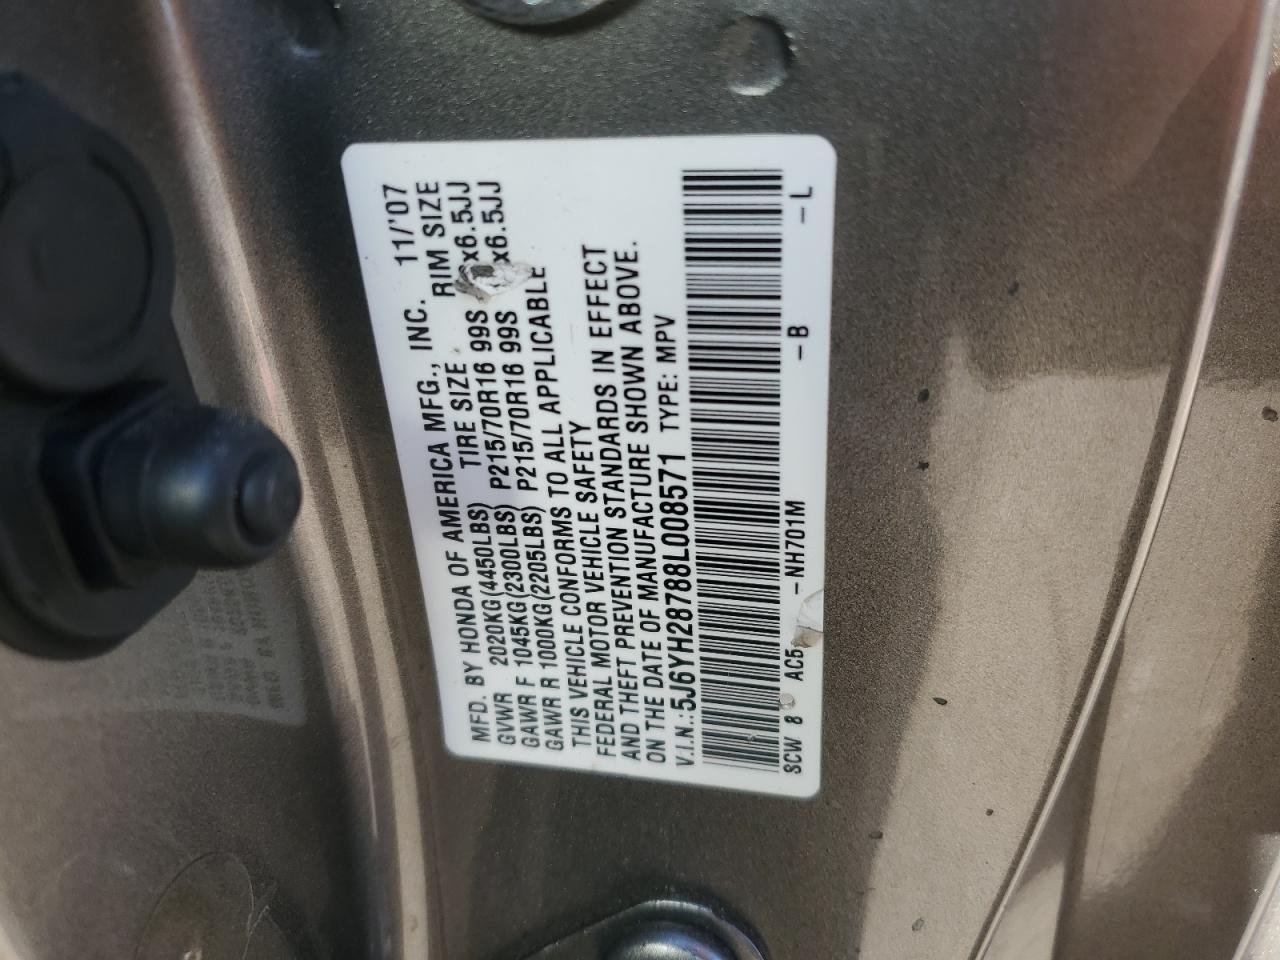 MFD. BY HONDA OF AMERICA MFG., INC. 11/'07
GVWR 2020KG(4450LBS) TIRE SIZE RIM SIZE
GAWR F 1045KG(2300LBS) P215/70R16 99S x6.5JJ
GAWR R 1000KG(2205LBS) P215/70R16 99S x6.5JJ
THIS VEHICLE CONFORMS TO ALL APPLICABLE
FEDERAL MOTOR VEHICLE SAFETY
AND THEFT PREVENTION STANDARDS IN EFFECT
ON THE DATE OF MANUFACTURE SHOWN ABOVE.
V.I.N.:5J6YH28788L008571 TYPE: MPV
SCW 8 AC5 -NH701M -B -L